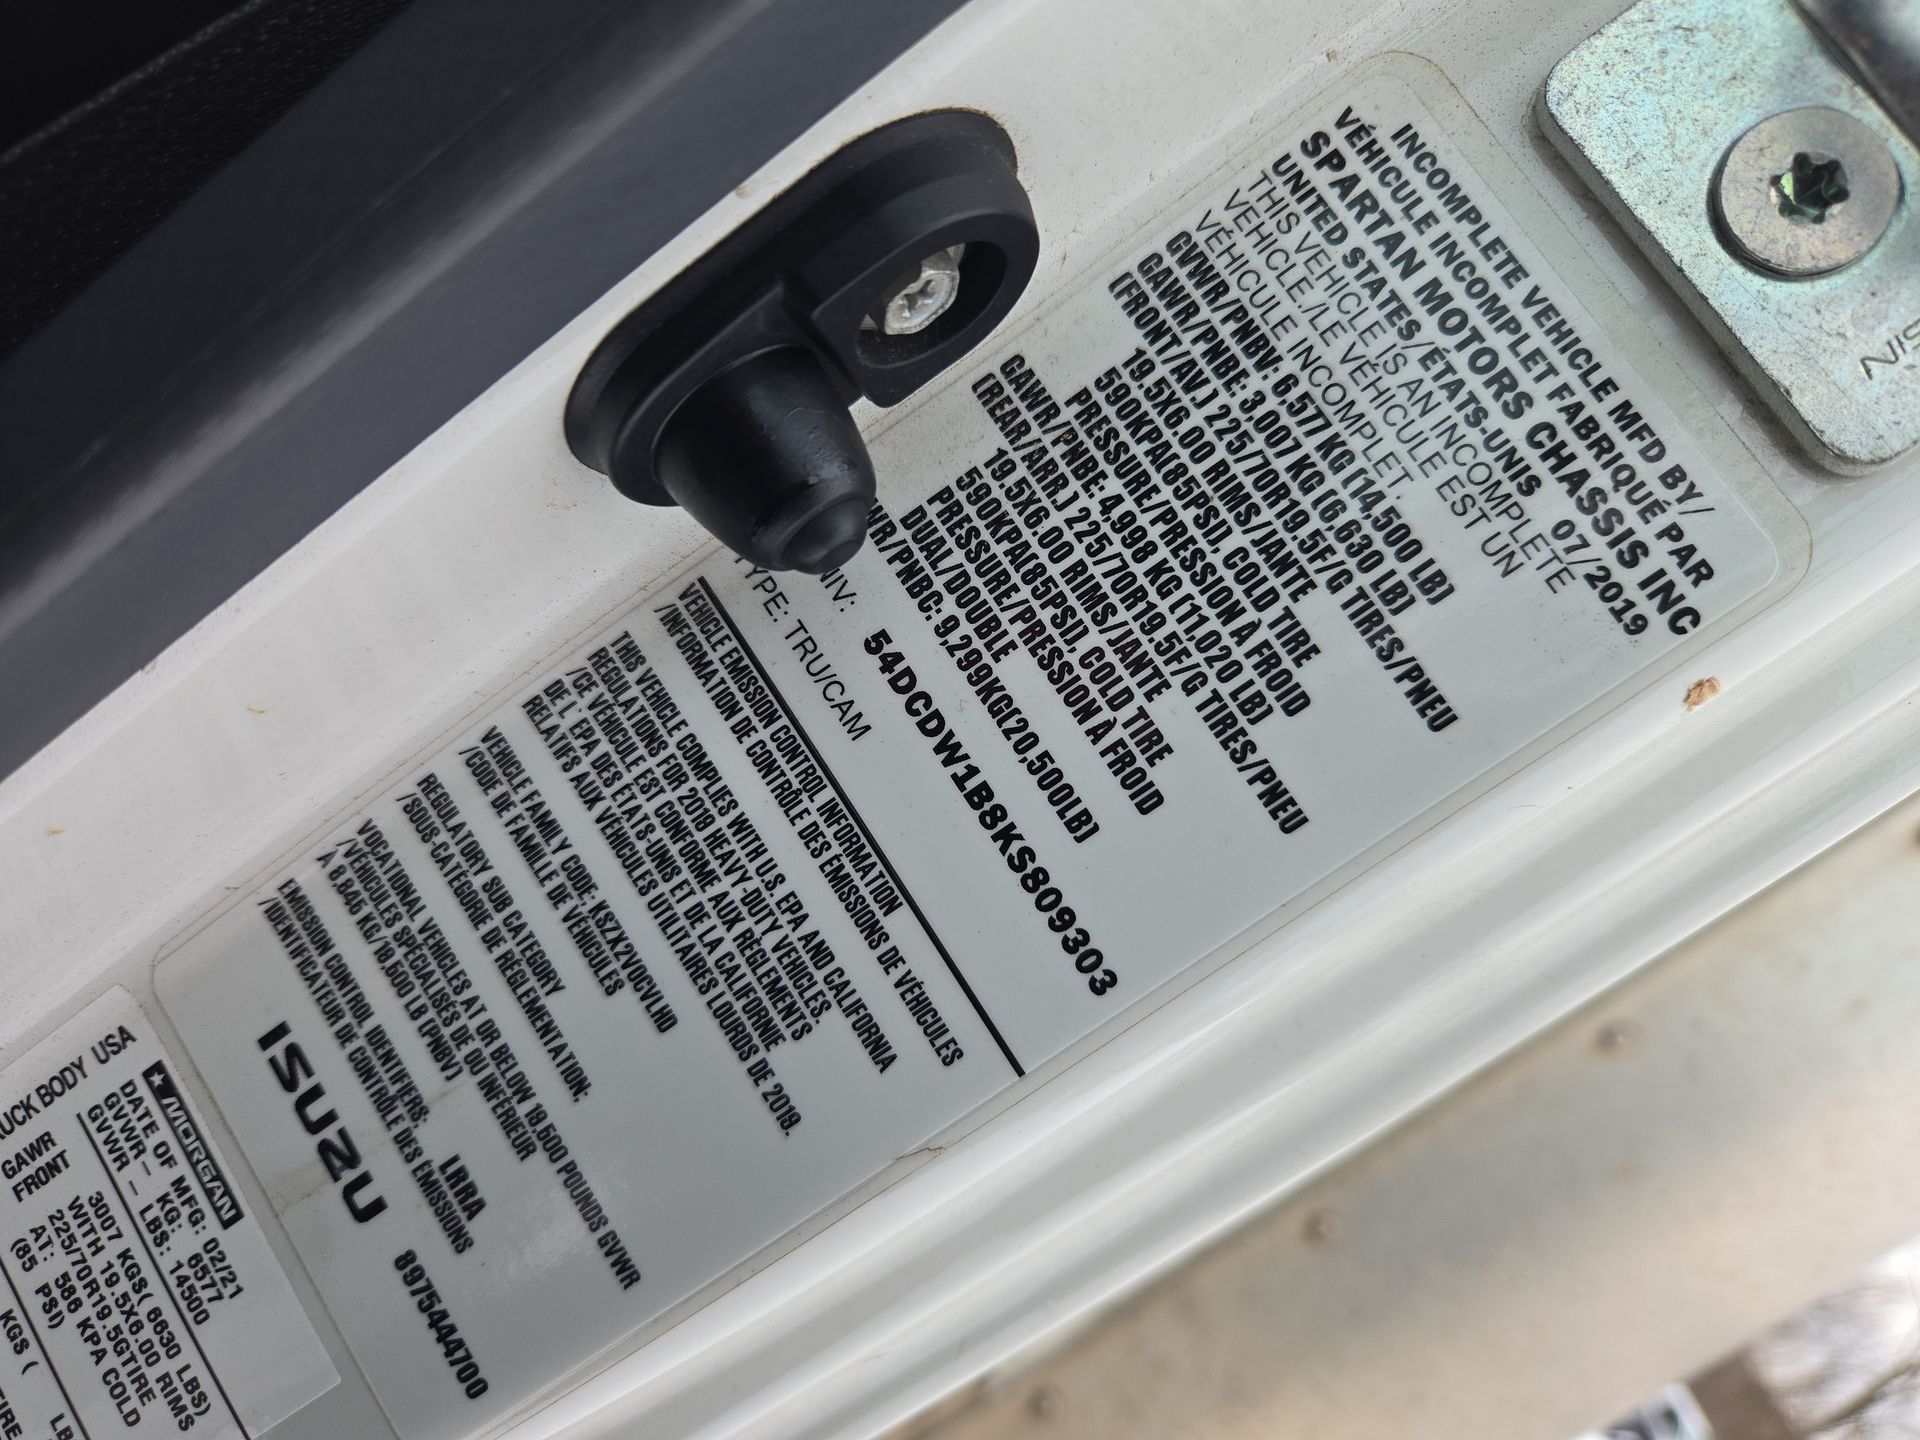 INCOMPLETE VEHICLE MFD BY/
VÉHICULE INCOMPLET FABRIQUÉ PAR
SPARTAN MOTORS CHASSIS INC
UNITED STATES/ÉTATS-UNIS 07/2019
THIS VEHICLE IS AN INCOMPLETE
VEHICLE/LE VÉHICULE EST UN
VÉHICULE INCOMPLET
GVWR/PNBV: 6,577 KG (14,500 LB)
GAWR/PNBE: 3,007 KG (6,630 LB)
(FRONT/AV.) 225/70R19.5F/G TIRES/PNEU
19.5X6.00 RIMS/JANTE
590KPA(85PSI), COLD TIRE
PRESSURE/PRESSION À FROID
GAWR/PNBE: 4,998 KG (11,020 LB)
(REAR/ARR.) 225/70R19.5F/G TIRES/PNEU
19.5X6.00 RIMS/JANTE
590KPA(85PSI), COLD TIRE
PRESSURE/PRESSION À FROID
DUAL/DOUBLE
WR/PNBC: 9,299KG(20,500LB)
NIV: 54DCDW1B8KS809303
TYPE: TRU/CAM
VEHICLE EMISSION CONTROL INFORMATION
/INFORMATION DE CONTRÔLE DES ÉMISSIONS DE VÉHICULES
THIS VEHICLE COMPLIES WITH U.S. EPA AND CALIFORNIA
REGULATIONS FOR 2019 HEAVY-DUTY VEHICLES.
/CE VÉHICULE EST CONFORME AUX RÈGLEMENTS
DE L EPA DES ÉTATS-UNIS ET DE LA CALIFORNIE
RELATIFS AUX VÉHICULES UTILITAIRES LOURDS DE 2019.
VEHICLE FAMILY CODE: KSZX2VOCVLHD
/CODE DE FAMILLE DE VÉHICULES
REGULATORY SUB CATEGORY
/SOUS-CATÉGORIE DE RÉGLEMENTATION:
VOCATIONAL VEHICLES AT OR BELOW 19,500 POUNDS GVWR
/VÉHICULES SPÉCIALISÉS DE OU INFÉRIEUR
À 8,845 KG/19,500 LB (PNBV)
EMISSION CONTROL IDENTIFIERS: LRRA
/IDENTIFICATEUR DE CONTRÔLE DES ÉMISSIONS
ISUZU 8975444700
MORGAN
UCK BODY USA
DATE OF MFG: 02/21
GVWR - KG: 6577
GVWR - LBS: 14500
GAWR
FRONT
3007 KGS( 6630 LBS)
WITH 19.5X6.00 RIMS
225/70R19.5GTIRE
AT: 586 KPA COLD
(85 PSI)
KGS ( LB
TIRE